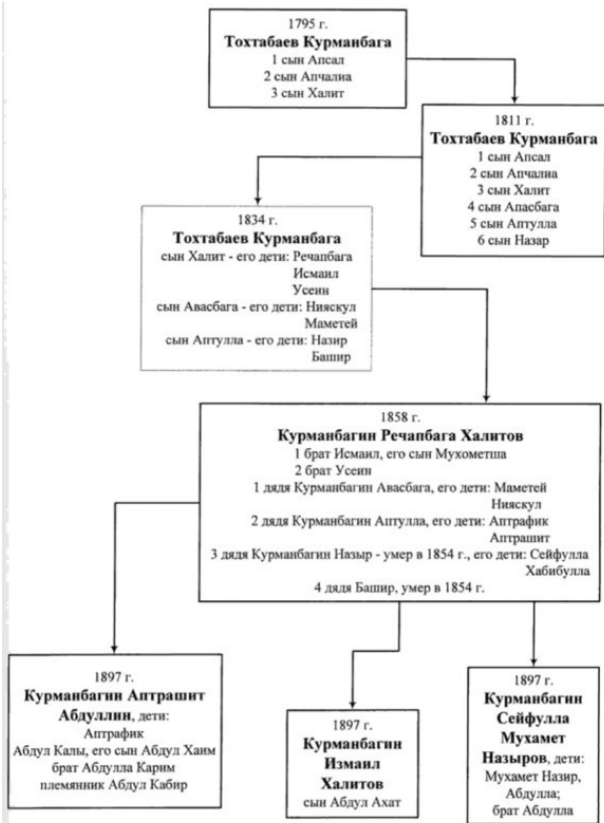 1795 г.
Тохтабаев Курманбага
1 сын Апсал
2 сын Апчалиа
3 сын Халит
1811 г.
Тохтабаев Курманбага
1 сын Апсал
2 сын Апчалиа
3 сын Халит
4 сын Апасбага
5 сын Аптулла
6 сын Назар
1834 г.
Тохтабаев Курманбага
сын Халит - его дети: Речапбага
Исмаил
Усеин
сын Авасбага - его дети: Нияскул
Маметей
сын Аптулла - его дети: Назир
Башир
1858 г.
Курманбагин Речапбага Халитов
1 брат Исмаил, его сын Мухометша
2 брат Усеин
1 дядя Курманбагин Авасбага, его дети: Маметей
Нияскул
2 дядя Курманбагин Аптулла, его дети: Аптрафик
Аптрашит
3 дядя Курманбагин Назыр - умер в 1854 г., его дети: Сейфулла
Хабибулла
4 дядя Башир, умер в 1854 г.
1897 г.
Курманбагин Аптрашит
Абдуллин, дети:
Аптрафик
Абдул Калы, его сын Абдул Хаим
брат Абдулла Карим
племянник Абдул Кабир
1897 г.
Курманбагин
Измаил
Халитов
сын Абдул Ахат
1897 г.
Курманбагин
Сейфулла
Мухамет
Назыров, дети:
Мухамет Назир,
Абдулла;
брат Абдулла